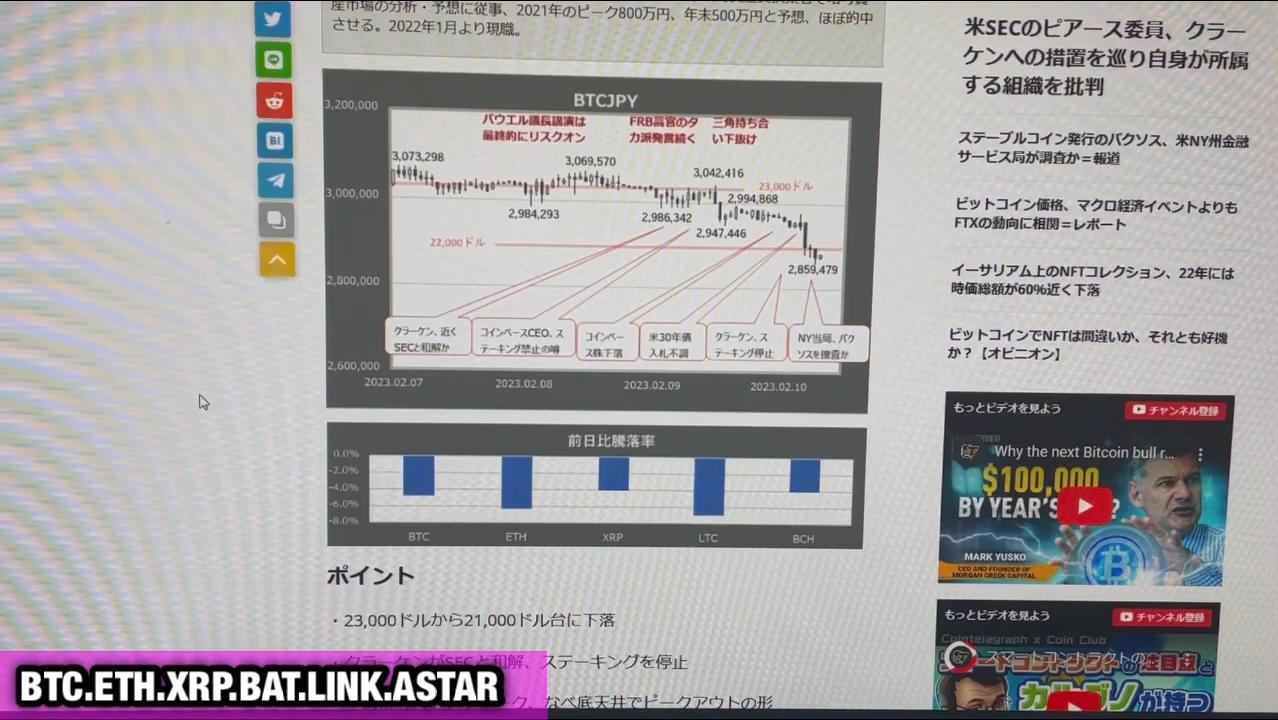 産市場の分析・予想に従事、2021年のピーク800万円、年末500万円と予想、ほぼ的中
させる。2022年1月より現職。
BTCJPY
3,200,000
3,000,000
2,800,000
2,600,000
パウエル議長講演は
最終的にリスクオン
FRB高官のタ
カ派発言続く
三角持ち合
い下抜け
3,073,298
3,069,570
3,042,416
23,000ドル
2,994,868
2,984,293
2,986,342
2,947,446
22,000ドル
2,859,479
クラーケン、近く
SECと和解か
コインベースCEO、ス
テーキング禁止の噂
コインベー
ス株下落
米30年債
入札不調
クラーケン、ス
テーキング停止
NY当局、パク
ソスを捜査か
2023.02.07
2023.02.08
2023.02.09
2023.02.10
前日比騰落率
0.0%
-2.0%
-4.0%
-6.0%
-8.0%
BTC
ETH
XRP
LTC
BCH
ポイント
・23,000ドルから21,000ドル台に下落
・クラーケンがSECと和解、ステーキングを停止
なべ底天井でピークアウトの形
BTC.ETH.XRP.BAT.LINK.ASTAR
米SECのピアース委員、クラー
ケンへの措置を巡り自身が所属
する組織を批判
ステーブルコイン発行のパクソス、米NY州金融
サービス局が調査か＝報道
ビットコイン価格、マクロ経済イベントよりも
FTXの動向に相関＝レポート
イーサリアム上のNFTコレクション、22年には
時価総額が60%近く下落
ビットコインでNFTは間違いか、それとも好機
か？【オピニオン】
もっとビデオを見よう
チャンネル登録
Why the next Bitcoin bull r...
$100,000
BY YEAR'S
?
MARK YUSKO
CEO AND FOUNDER OF
MORGAN CREEK CAPITAL
もっとビデオを見よう
チャンネル登録
Cointelegraph x Coin Club
スマートコントラクトの
の注目点と
が持つ
B!